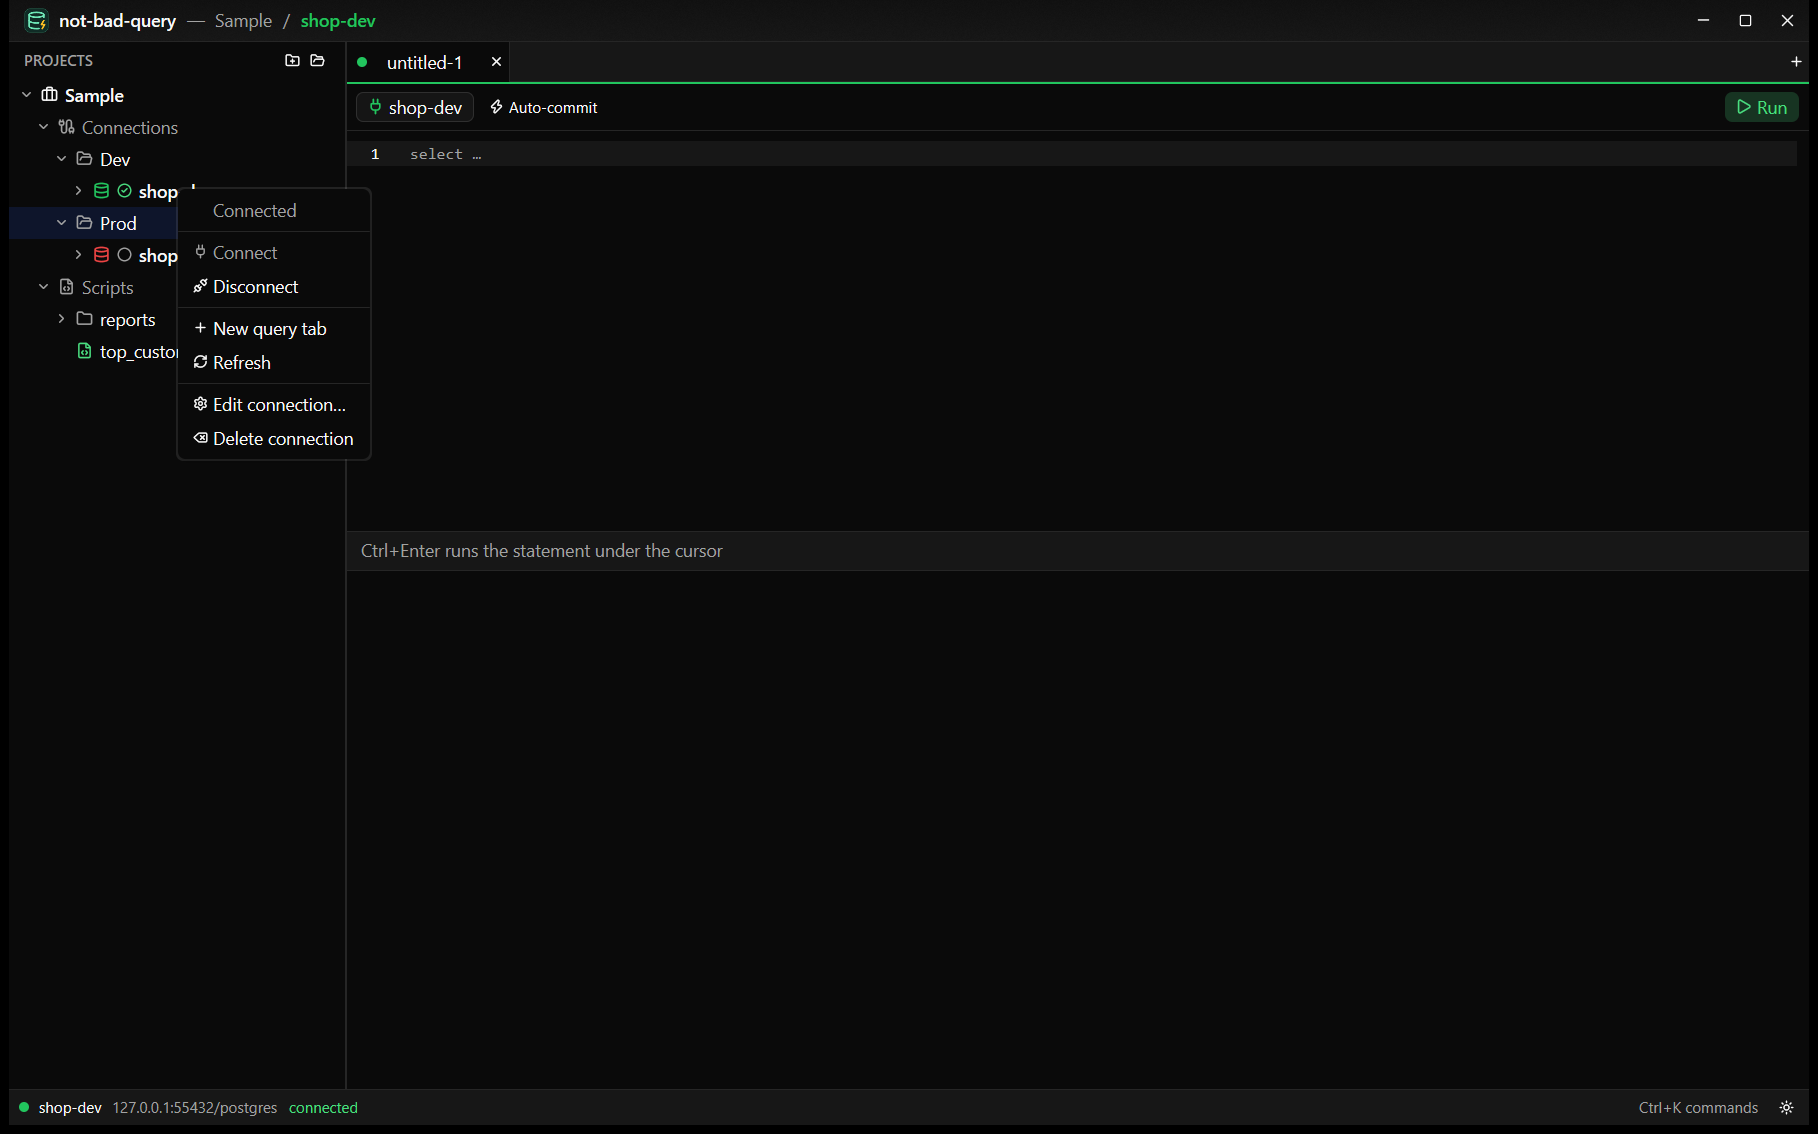 not-bad-query — Sample / shop-dev
PROJECTS
Sample
Connections
Dev
shop
Prod
shop
Scripts
reports
top_custo
Connected
Connect
Disconnect
New query tab
Refresh
Edit connection...
Delete connection
untitled-1
shop-dev Auto-commit
Run
1 select …
Ctrl+Enter runs the statement under the cursor
shop-dev 127.0.0.1:55432/postgres connected
Ctrl+K commands